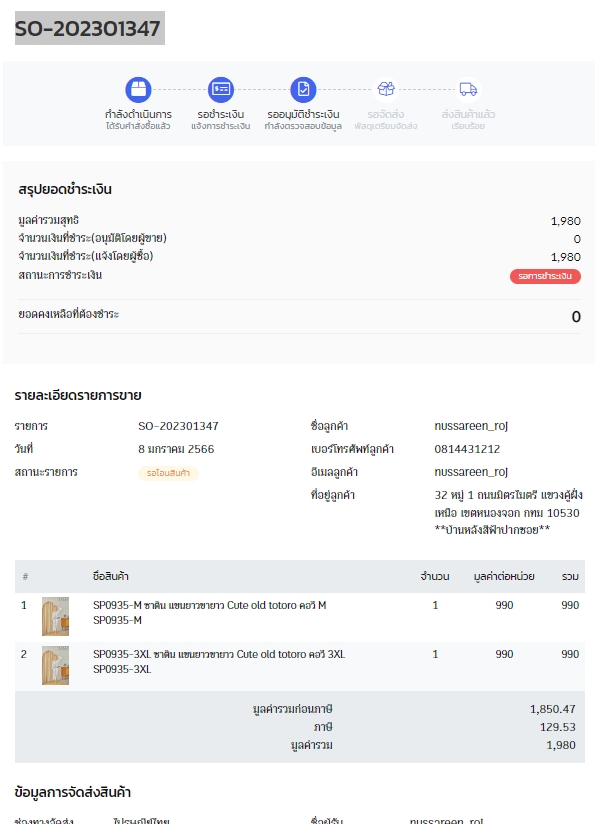 SO-202301347
กำลังดำเนินการ
ได้รับคำสั่งซื้อแล้ว
รอชำระเงิน
แจ้งการชำระเงิน
รออนุมัติชำระเงิน
กำลังตรวจสอบข้อมูล
รอจัดส่ง
พัสดุเตรียมจัดส่ง
ส่งสินค้าแล้ว
เรียบร้อย
สรุปยอดชำระเงิน
มูลค่ารวมสุทธิ 1,980
จำนวนเงินที่ชำระ(อนุมัติโดยผู้ขาย) 0
จำนวนเงินที่ชำระ(แจ้งโดยผู้ซื้อ) 1,980
สถานะการชำระเงิน รอการชำระเงิน
ยอดคงเหลือที่ต้องชำระ 0
รายละเอียดรายการขาย
รายการ SO-202301347 ชื่อลูกค้า nussareen_roj
วันที่ 8 มกราคม 2566 เบอร์โทรศัพท์ลูกค้า 0814431212
สถานะรายการ รอโอนสินค้า อีเมลลูกค้า nussareen_roj
ที่อยู่ลูกค้า 32 หมู่ 1 ถนนมิตรไมตรี แขวงคู้ฝั่ง
เหนือ เขตหนองจอก กทม 10530
**บ้านหลังสีฟ้าปากซอย**
# ชื่อสินค้า จำนวน มูลค่าต่อหน่วย รวม
1 SP0935-M ซาติน แขนยาวขายาว Cute old totoro คอวี M 1 990 990
SP0935-M
2 SP0935-3XL ซาติน แขนยาวขายาว Cute old totoro คอวี 3XL 1 990 990
SP0935-3XL
มูลค่ารวมก่อนภาษี 1,850.47
ภาษี 129.53
มูลค่ารวม 1,980
ข้อมูลการจัดส่งสินค้า
ช่องทางจัดส่ง ไปรษณีย์ไทย ชื่อผู้รับ nussareen_roj